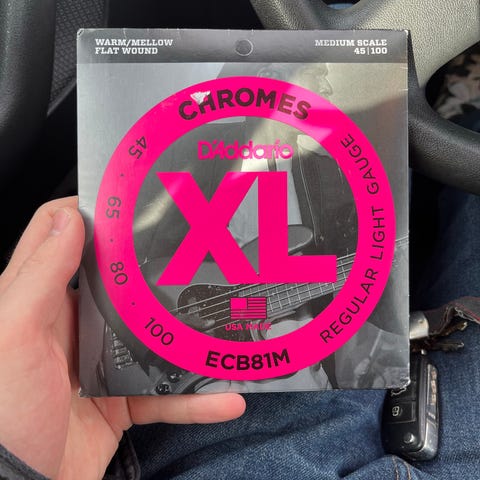 WARM/MELLOW
FLAT WOUND
MEDIUM SCALE
45|100
CHROMES
D'Addario
XL
USA MADE
45 • 65 • 80 • 100
ECB81M
REGULAR LIGHT GAUGE